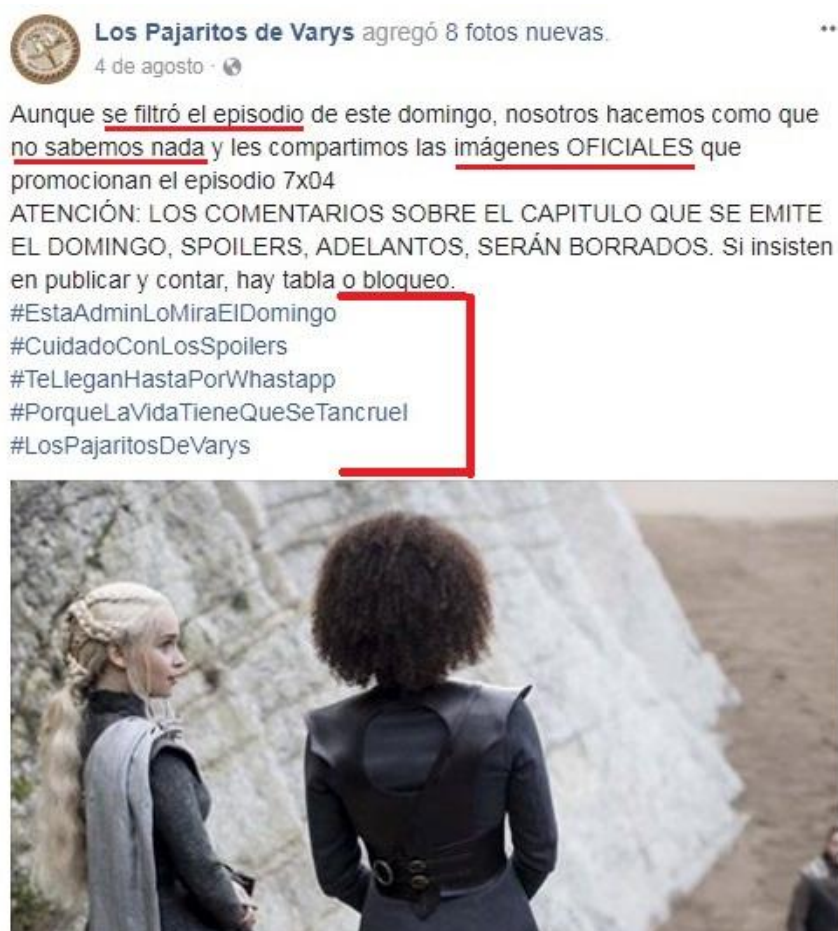 Los Pajaritos de Varys agregó 8 fotos nuevas.
4 de agosto ·
Aunque se filtró el episodio de este domingo, nosotros hacemos como que
no sabemos nada y les compartimos las imágenes OFICIALES que
promocionan el episodio 7x04
ATENCIÓN: LOS COMENTARIOS SOBRE EL CAPITULO QUE SE EMITE
EL DOMINGO, SPOILERS, ADELANTOS, SERÁN BORRADOS. Si insisten
en publicar y contar, hay tabla o bloqueo.
#EstaAdminLoMiraElDomingo
#CuidadoConLosSpoilers
#TeLleganHastaPorWhastapp
#PorqueLaVidaTieneQueSeTancruel
#LosPajaritosDeVarys